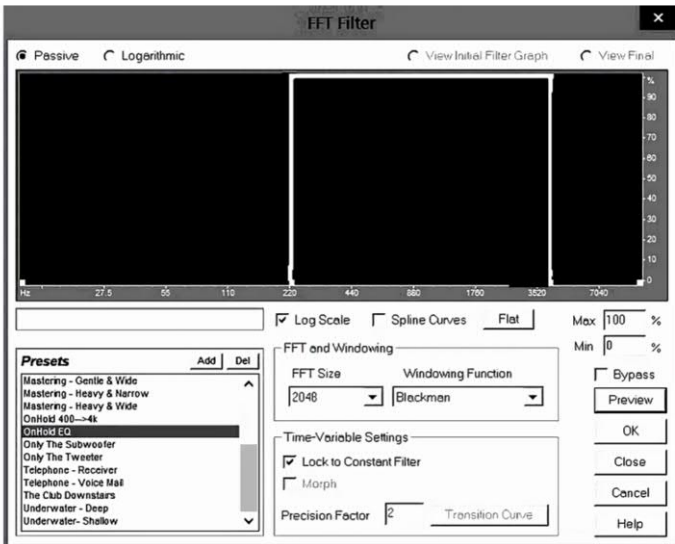 FFT Filter
Passive Logarithmic View Initial Filter Graph View Final
%
90
80
70
60
50
40
30
20
10
0
Hz 27.5 55 110 220 440 880 1760 3520 7040
Log Scale Spline Curves Flat Max 100 %
Min 0 %
Presets Add Del
Mastering - Gentle & Wide
Mastering - Heavy & Narrow
Mastering - Heavy & Wide
OnHold 400-->4k
OnHold EQ
Only The Subwoofer
Only The Tweeter
Telephone - Receiver
Telephone - Voice Mail
The Club Downstairs
Underwater - Deep
Underwater- Shallow
FFT and Windowing
FFT Size Windowing Function
2048 Blackman
Time-Variable Settings
Lock to Constant Filter
Morph
Precision Factor 2 Transition Curve
Bypass
Preview
OK
Close
Cancel
Help